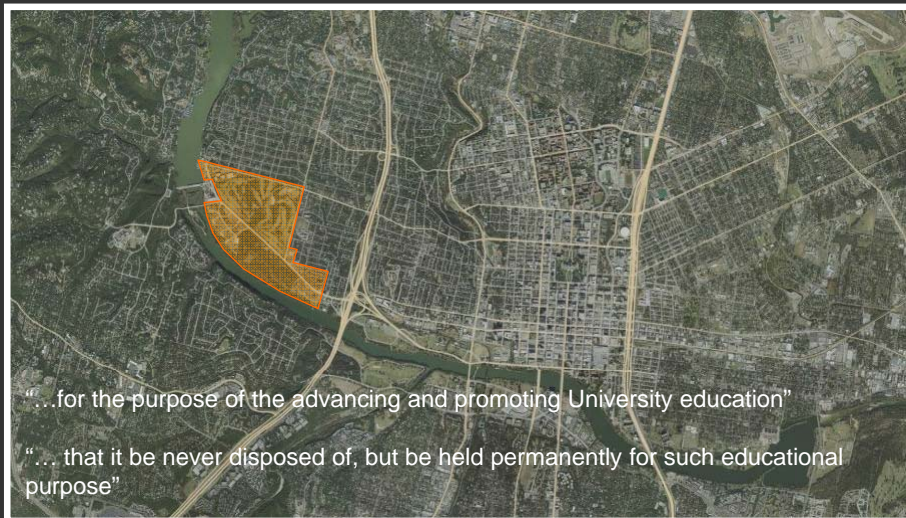 “…for the purpose of the advancing and promoting University education”
“… that it be never disposed of, but be held permanently for such educational
purpose”